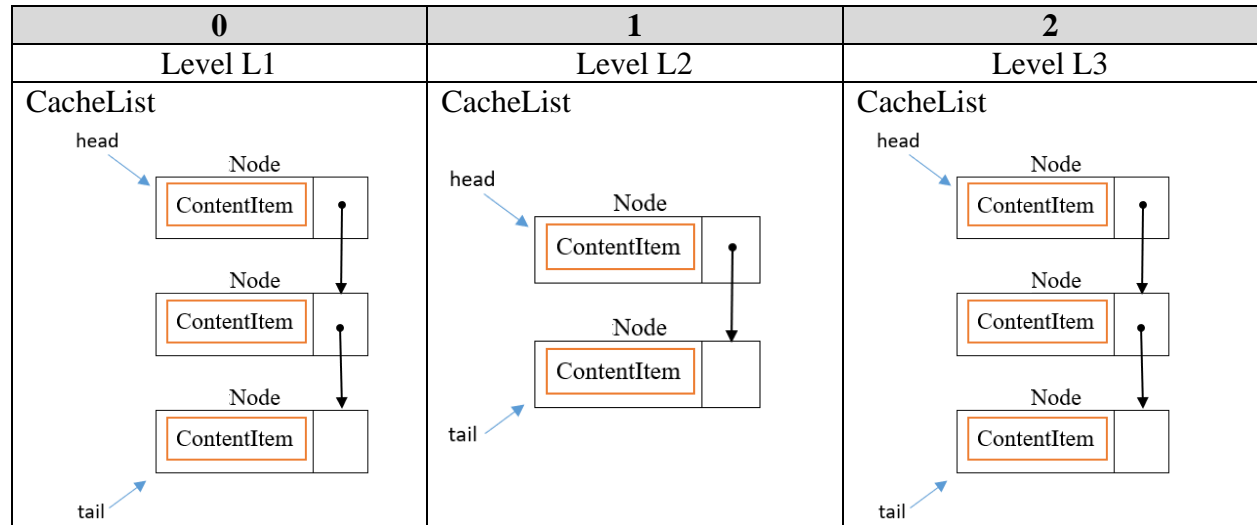 0
1
2
Level L1
Level L2
Level L3
CacheList
head
Node
ContentItem
Node
ContentItem
Node
ContentItem
tail
CacheList
head
Node
ContentItem
Node
ContentItem
tail
CacheList
head
Node
ContentItem
Node
ContentItem
Node
ContentItem
tail